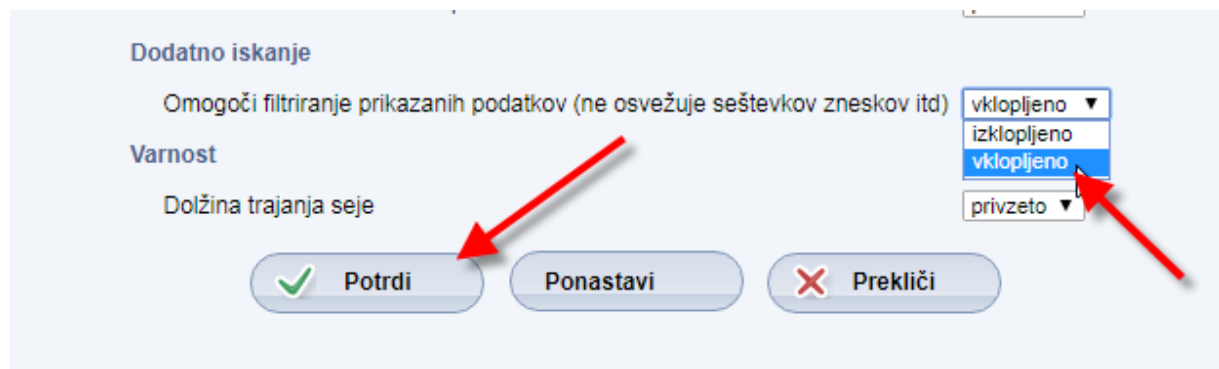 Dodatno iskanje
Omogoči filtriranje prikazanih podatkov (ne osvežuje seštevkov zneskov itd) vklopljeno
izklopljeno
vklopljeno
Varnost
Dolžina trajanja seje privzeto
Potrdi Ponastavi Prekliči